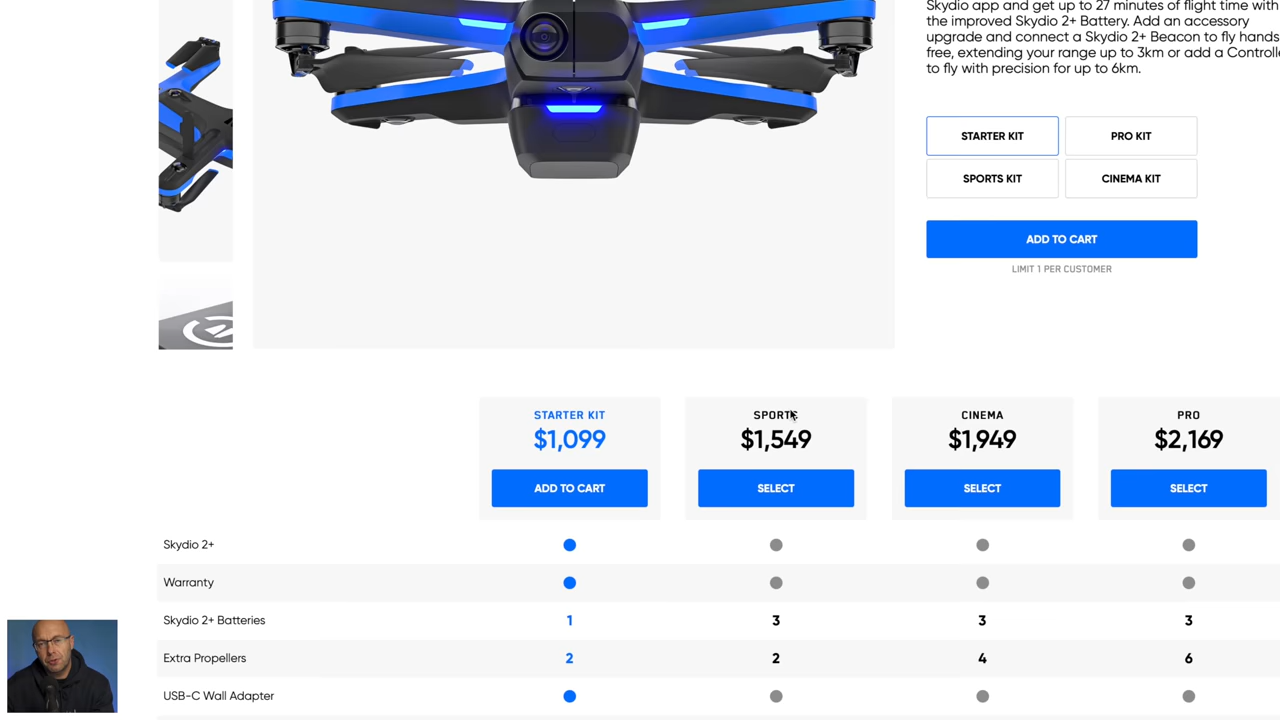 Skydio app and get up to 27 minutes of flight time with
the improved Skydio 2+ Battery. Add an accessory
upgrade and connect a Skydio 2+ Beacon to fly hands
free, extending your range up to 3km or add a Controlle
to fly with precision for up to 6km.
STARTER KIT
PRO KIT
SPORTS KIT
CINEMA KIT
ADD TO CART
LIMIT 1 PER CUSTOMER
STARTER KIT
SPORTS
CINEMA
PRO
$1,099
$1,549
$1,949
$2,169
ADD TO CART
SELECT
SELECT
SELECT
Skydio 2+
Warranty
Skydio 2+ Batteries
1
3
3
3
Extra Propellers
2
2
4
6
USB-C Wall Adapter